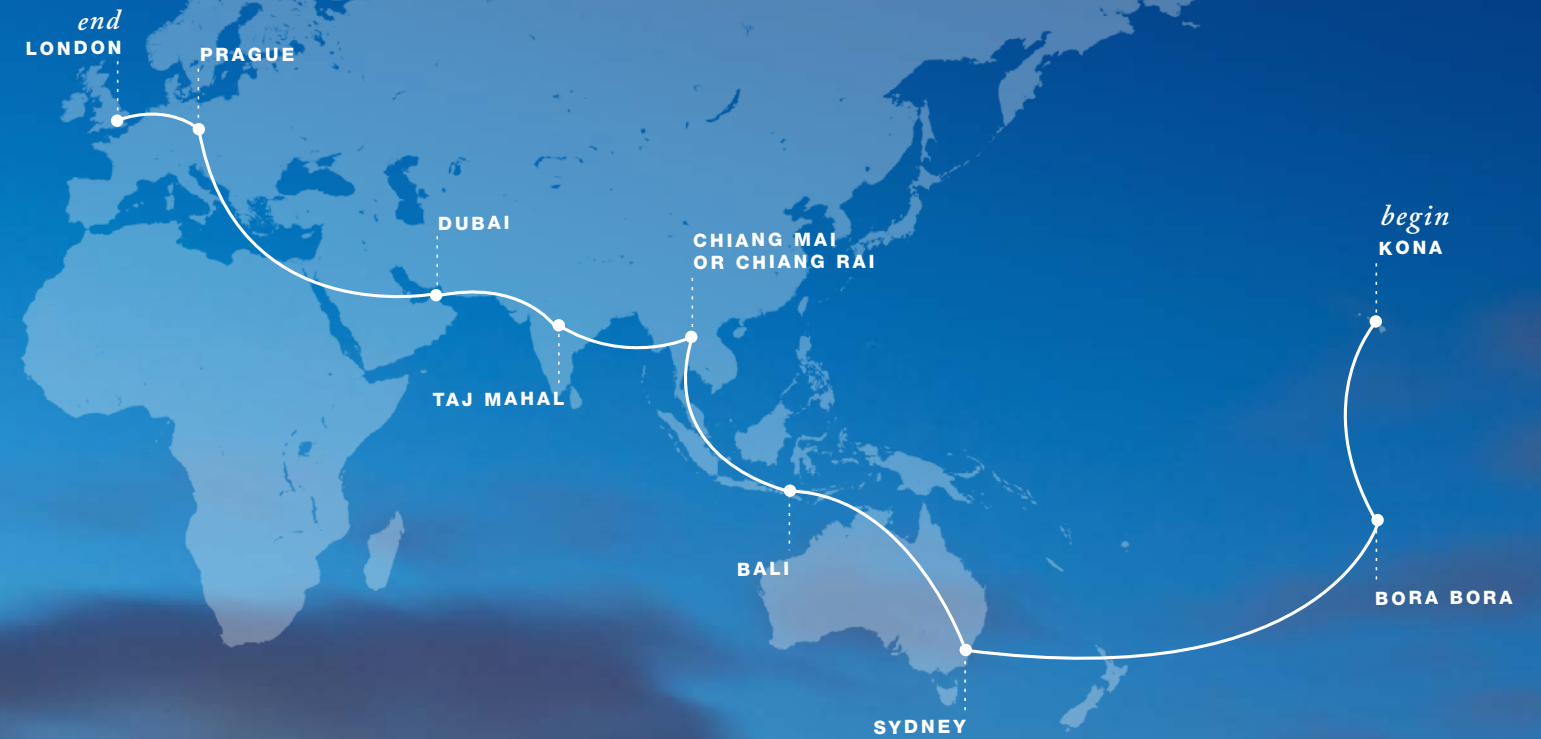 end
LONDON
PRAGUE
DUBAI
CHIANG MAI
OR CHIANG RAI
begin
KONA
TAJ MAHAL
BALI
BORA BORA
SYDNEY